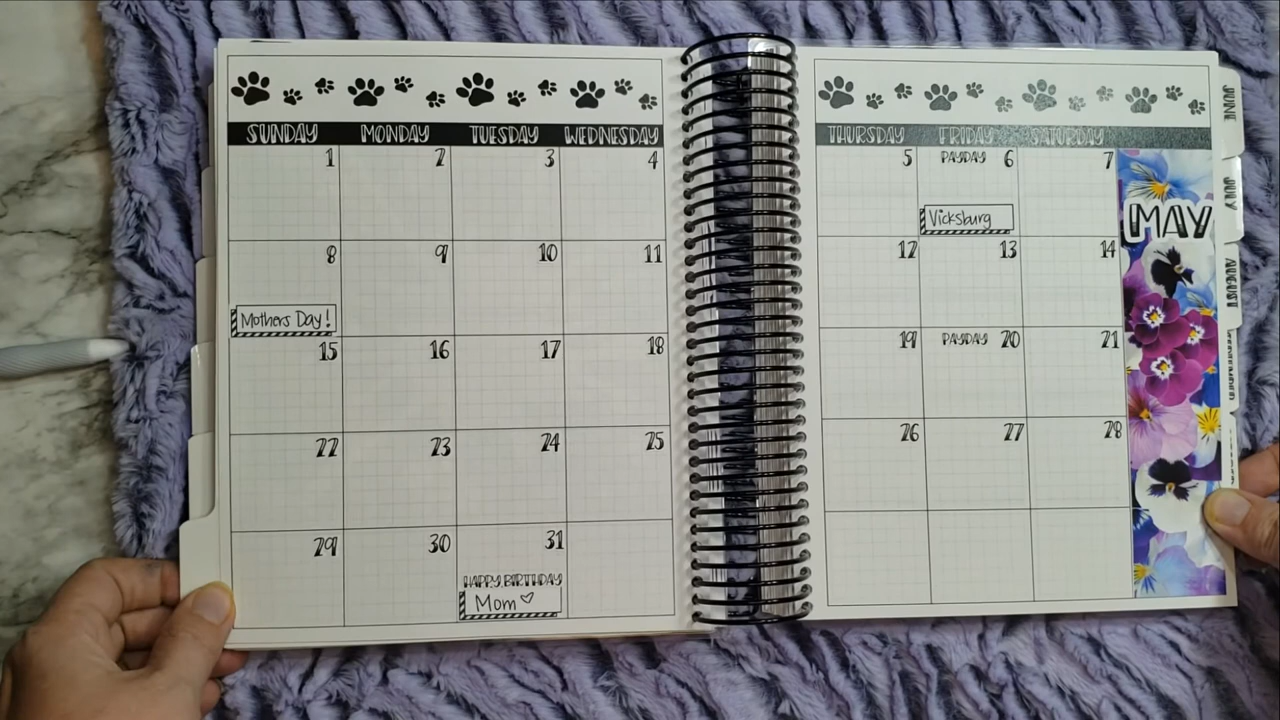 SUNDAY MONDAY TUESDAY WEDNESDAY THURSDAY FRIDAY SATURDAY
1 2 3 4 5 PAYDAY 6 7
Vicksburg
MAY
8 9 10 11 12 13 14
Mothers Day!
15 16 17 18 19 PAYDAY 20 21
22 23 24 25 26 27 28
29 30 31
HAPPY BIRTHDAY
Mom
JUNE
JULY
AUGUST